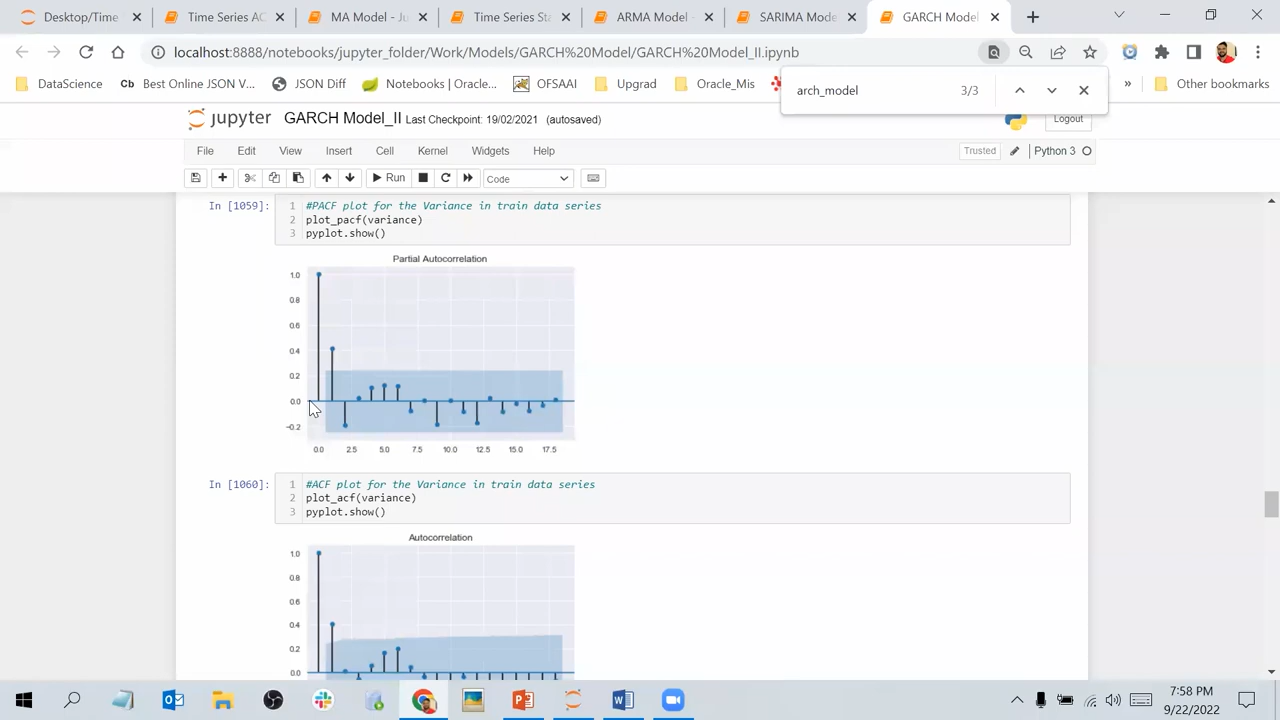 Desktop/Time
Time Series AC
MA Model - Ju
Time Series Sta
ARMA Model -
SARIMA Mode
GARCH Model
localhost:8888/notebooks/jupyter_folder/Work/Models/GARCH%20Model/GARCH%20Model_II.ipynb
DataScience
Cb Best Online JSON V...
JSON Diff
Notebooks | Oracle...
OFSAAI
Upgrad
Oracle_Mis
»
Other bookmarks
arch_model 3/3
jupyter GARCH Model_II Last Checkpoint: 19/02/2021 (autosaved)
Logout
File Edit View Insert Cell Kernel Widgets Help
Trusted Python 3
Run Code
In [1059]:
1 #PACF plot for the Variance in train data series
2 plot_pacf(variance)
3 pyplot.show()
Partial Autocorrelation
1.0
0.8
0.6
0.4
0.2
0.0
−0.2
0.0 2.5 5.0 7.5 10.0 12.5 15.0 17.5
In [1060]:
1 #ACF plot for the Variance in train data series
2 plot_acf(variance)
3 pyplot.show()
Autocorrelation
1.0
0.8
0.6
0.4
0.2
0.0
7:58 PM
9/22/2022